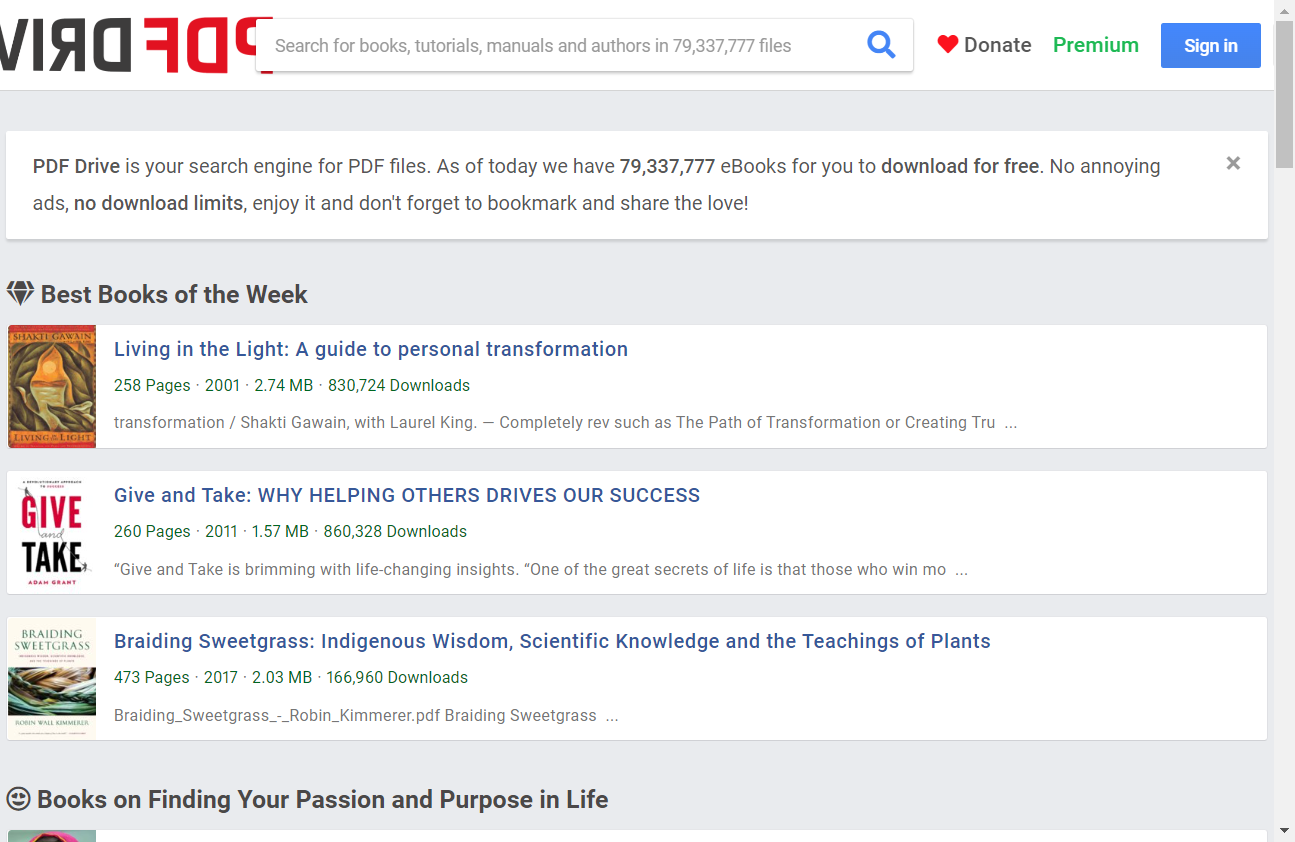 PDF DRIV
Search for books, tutorials, manuals and authors in 79,337,777 files
Donate
Premium
Sign in
PDF Drive is your search engine for PDF files. As of today we have 79,337,777 eBooks for you to download for free. No annoying
ads, no download limits, enjoy it and don't forget to bookmark and share the love!
×
Best Books of the Week
SHAKTI GAWAIN
LIVING IN THE LIGHT
Living in the Light: A guide to personal transformation
258 Pages · 2001 · 2.74 MB · 830,724 Downloads
transformation / Shakti Gawain, with Laurel King. — Completely rev such as The Path of Transformation or Creating Tru ...
A REVOLUTIONARY APPROACH
TO SUCCESS
GIVE
and
TAKE
ADAM GRANT
Give and Take: WHY HELPING OTHERS DRIVES OUR SUCCESS
260 Pages · 2011 · 1.57 MB · 860,328 Downloads
“Give and Take is brimming with life-changing insights. “One of the great secrets of life is that those who win mo ...
BRAIDING
SWEETGRASS
ROBIN WALL KIMMERER
Braiding Sweetgrass: Indigenous Wisdom, Scientific Knowledge and the Teachings of Plants
473 Pages · 2017 · 2.03 MB · 166,960 Downloads
Braiding_Sweetgrass_-_Robin_Kimmerer.pdf Braiding Sweetgrass ...
Books on Finding Your Passion and Purpose in Life